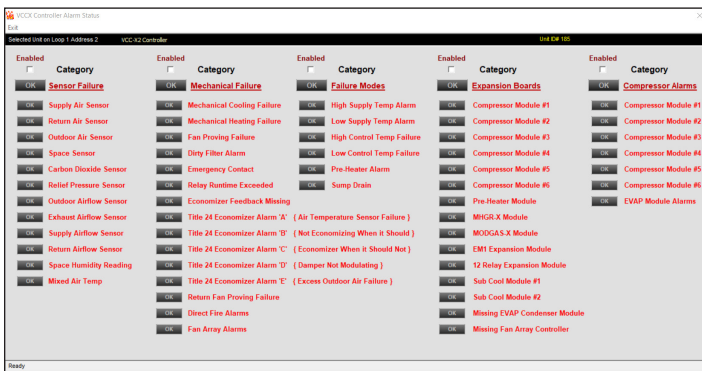 VCCX Controller Alarm Status
Exit
Selected Unit on Loop 1 Address 2 VCC-X2 Controller Unit ID# 185
Enabled Enabled Enabled Enabled Enabled
Category Category Category Category Category
OK Sensor Failure OK Mechanical Failure OK Failure Modes OK Expansion Boards OK Compressor Alarms
OK Supply Air Sensor OK Mechanical Cooling Failure OK High Supply Temp Alarm OK Compressor Module #1 OK Compressor Module #1
OK Return Air Sensor OK Mechanical Heating Failure OK Low Supply Temp Alarm OK Compressor Module #2 OK Compressor Module #2
OK Outdoor Air Sensor OK Fan Proving Failure OK High Control Temp Failure OK Compressor Module #3 OK Compressor Module #3
OK Space Sensor OK Dirty Filter Alarm OK Low Control Temp Failure OK Compressor Module #4 OK Compressor Module #4
OK Carbon Dioxide Sensor OK Emergency Contact OK Pre-Heater Alarm OK Compressor Module #5 OK Compressor Module #5
OK Relief Pressure Sensor OK Relay Runtime Exceeded OK Sump Drain OK Compressor Module #6 OK Compressor Module #6
OK Outdoor Airflow Sensor OK Economizer Feedback Missing OK Pre-Heater Module OK EVAP Module Alarms
OK Exhaust Airflow Sensor OK Title 24 Economizer Alarm 'A' ( Air Temperature Sensor Failure ) OK MHGR-X Module
OK Supply Airflow Sensor OK Title 24 Economizer Alarm 'B' ( Not Economizing When it Should ) OK MODGAS-X Module
OK Return Airflow Sensor OK Title 24 Economizer Alarm 'C' ( Economizer When it Should Not ) OK EM1 Expansion Module
OK Space Humidity Reading OK Title 24 Economizer Alarm 'D' ( Damper Not Modulating ) OK 12 Relay Expansion Module
OK Mixed Air Temp OK Title 24 Economizer Alarm 'E' ( Excess Outdoor Air Failure ) OK Sub Cool Module #1
OK Return Fan Proving Failure OK Sub Cool Module #2
OK Direct Fire Alarms OK Missing EVAP Condenser Module
OK Fan Array Alarms OK Missing Fan Array Controller
Ready